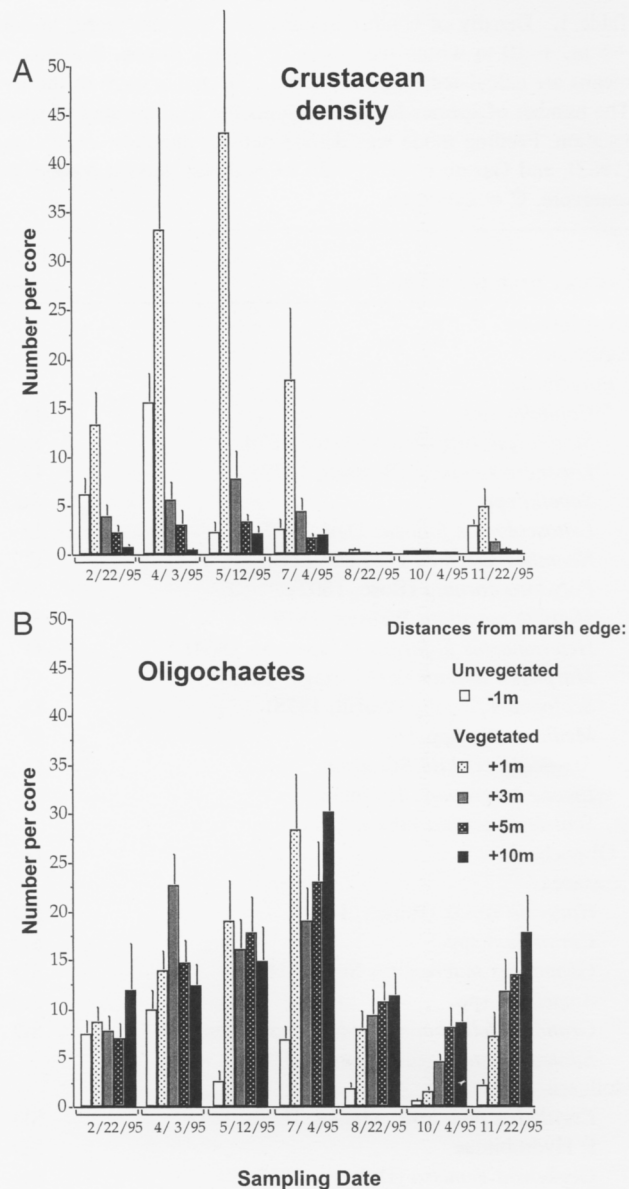 A
Crustacean
density
50
45
40
35
30
25
20
15
10
5
0
Number per core
2/22/95 4/ 3/95 5/12/95 7/ 4/95 8/22/95 10/ 4/95 11/22/95
B
Oligochaetes
50
45
40
35
30
25
20
15
10
5
0
Number per core
Distances from marsh edge:
Unvegetated
-1m
Vegetated
+1m
+3m
+5m
+10m
2/22/95 4/ 3/95 5/12/95 7/ 4/95 8/22/95 10/ 4/95 11/22/95
Sampling Date